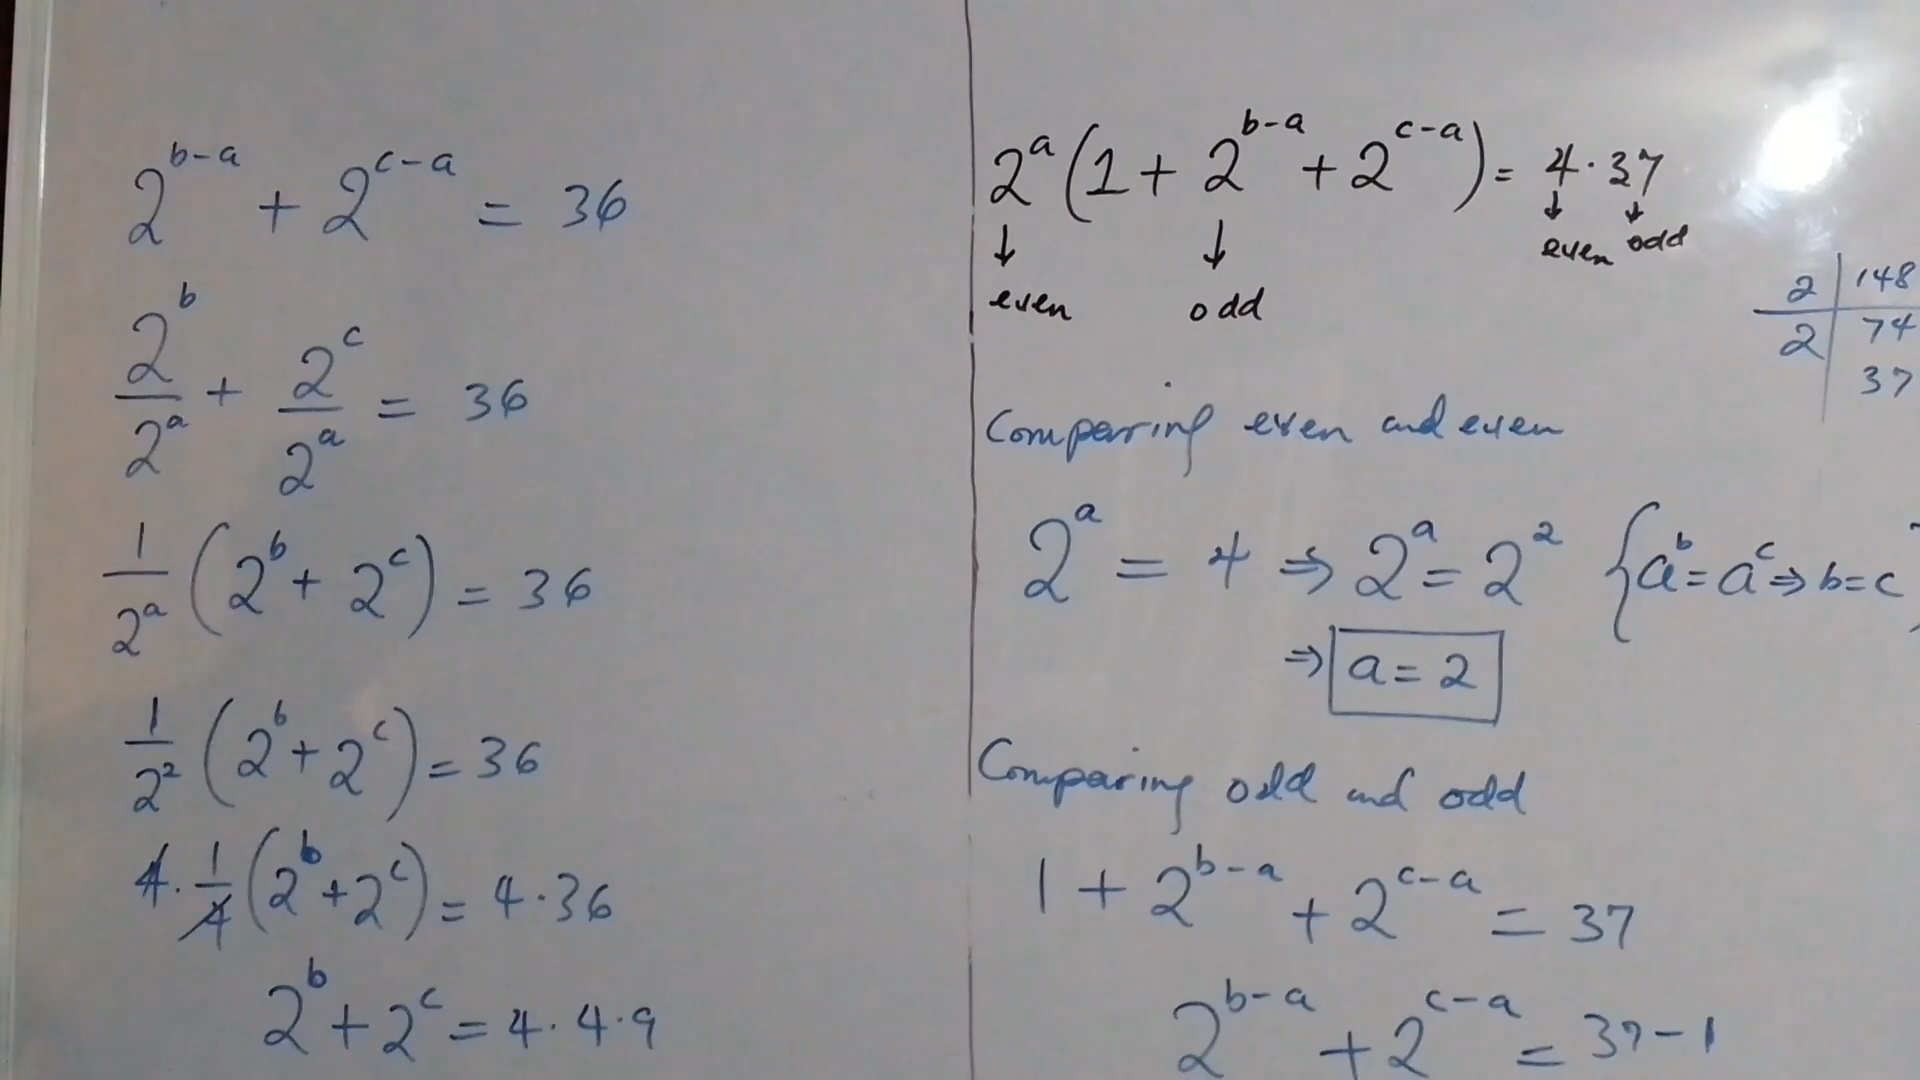 2^{b-a} + 2^{c-a} = 36
2^b/2^a + 2^c/2^a = 36
1/2^a (2^b + 2^c) = 36
1/2^2 (2^b + 2^c) = 36
4 · 1/4 (2^b + 2^c) = 4 · 36
2^b + 2^c = 4 · 4 · 9
2^a (1 + 2^{b-a} + 2^{c-a}) = 4 · 37
↓ ↓ ↓ ↓
even odd even odd
2 | 148
2 | 74
37
Comparing even and even
2^a = 4 ⇒ 2^a = 2^2 {a^b = a^c ⇒ b = c}
⇒ a = 2
Comparing odd and odd
1 + 2^{b-a} + 2^{c-a} = 37
2^{b-a} + 2^{c-a} = 37 - 1